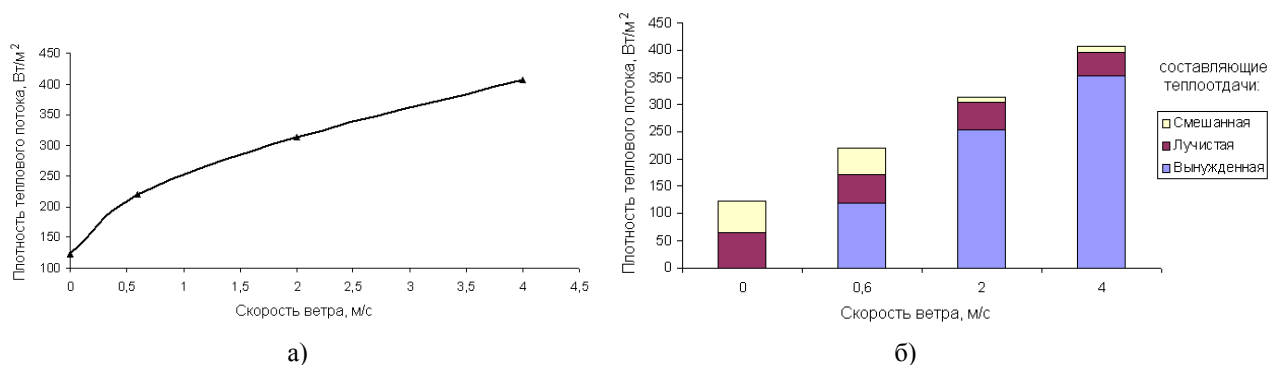 Плотность теплового потока, Вт/м²
450
400
350
300
250
200
150
100
0 0,5 1 1,5 2 2,5 3 3,5 4 4,5
Скорость ветра, м/с
а)
Плотность теплового потока, Вт/м²
450
400
350
300
250
200
150
100
50
0
0 0,6 2 4
Скорость ветра, м/с
составляющие
теплоотдачи:
Смешанная
Лучистая
Вынужденная
б)